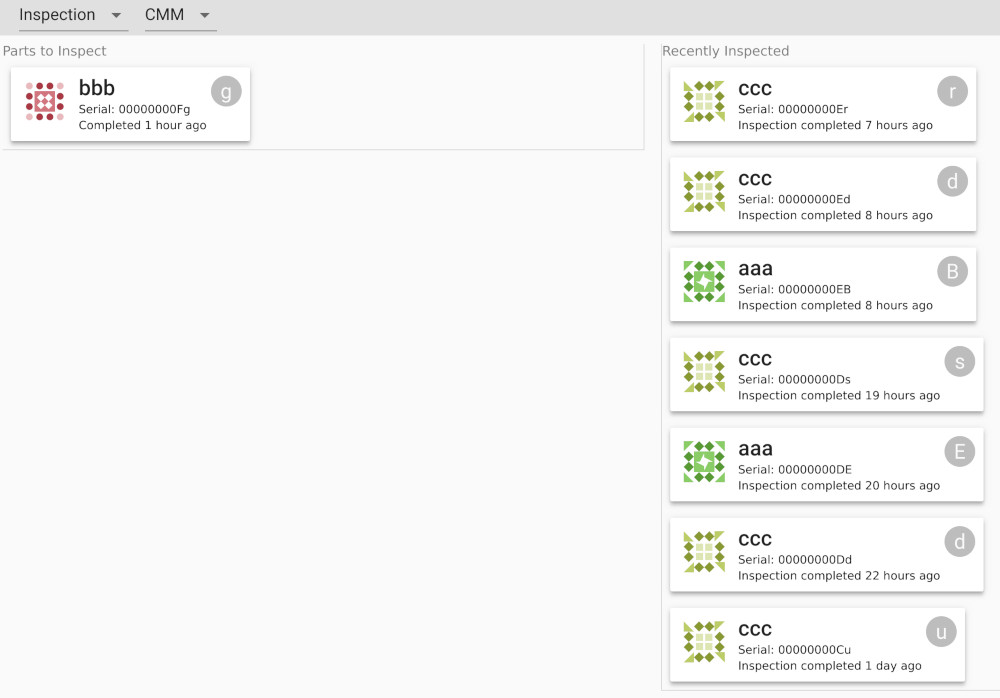 Inspection
CMM
Parts to Inspect
bbb
g
Serial: 00000000Fg
Completed 1 hour ago
Recently Inspected
ccc
r
Serial: 00000000Er
Inspection completed 7 hours ago
ccc
d
Serial: 00000000Ed
Inspection completed 8 hours ago
aaa
B
Serial: 00000000EB
Inspection completed 8 hours ago
ccc
s
Serial: 00000000Ds
Inspection completed 19 hours ago
aaa
E
Serial: 00000000DE
Inspection completed 20 hours ago
ccc
d
Serial: 00000000Dd
Inspection completed 22 hours ago
ccc
u
Serial: 00000000Cu
Inspection completed 1 day ago